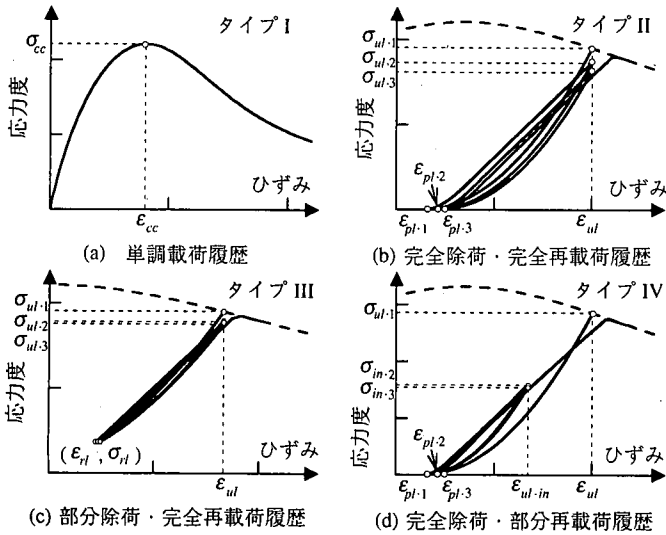 タイプ I
σcc
応力度
ひずみ
εcc
(a) 単調載荷履歴
タイプ II
σul·1
σul·2
σul·3
応力度
εpl·2
ひずみ
εpl·1 εpl·3 εul
(b) 完全除荷・完全再載荷履歴
タイプ III
σul·1
σul·2
σul·3
応力度
(εrl , σrl)
ひずみ
εul
(c) 部分除荷・完全再載荷履歴
タイプ IV
σul·1
σin·2
σin·3
応力度
εpl·2
ひずみ
εpl·1 εpl·3 εul·in εul
(d) 完全除荷・部分再載荷履歴